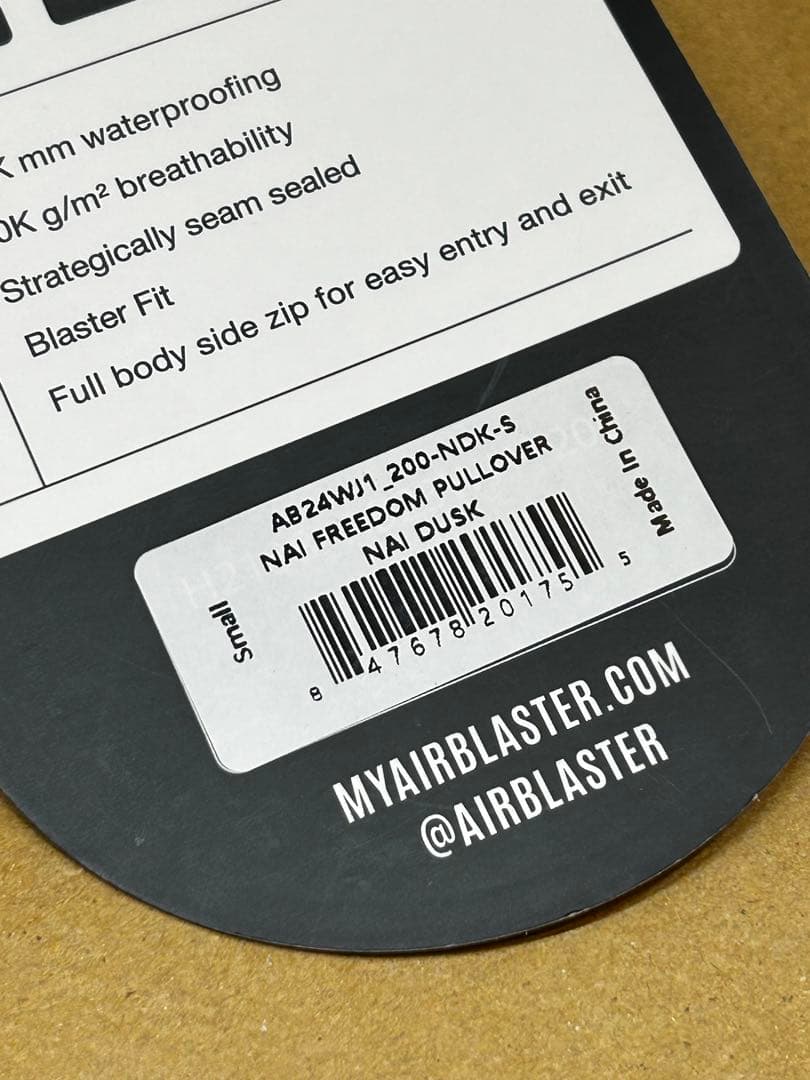 K mm waterproofing
0K g/m² breathability
Strategically seam sealed
Blaster Fit
Full body side zip for easy entry and exit
AB24WJ1_200-NDK-S
NAI FREEDOM PULLOVER
NAI DUSK
Small
Made In China
8 47678 20175 5
MYAIRBLASTER.COM
@AIRBLASTER